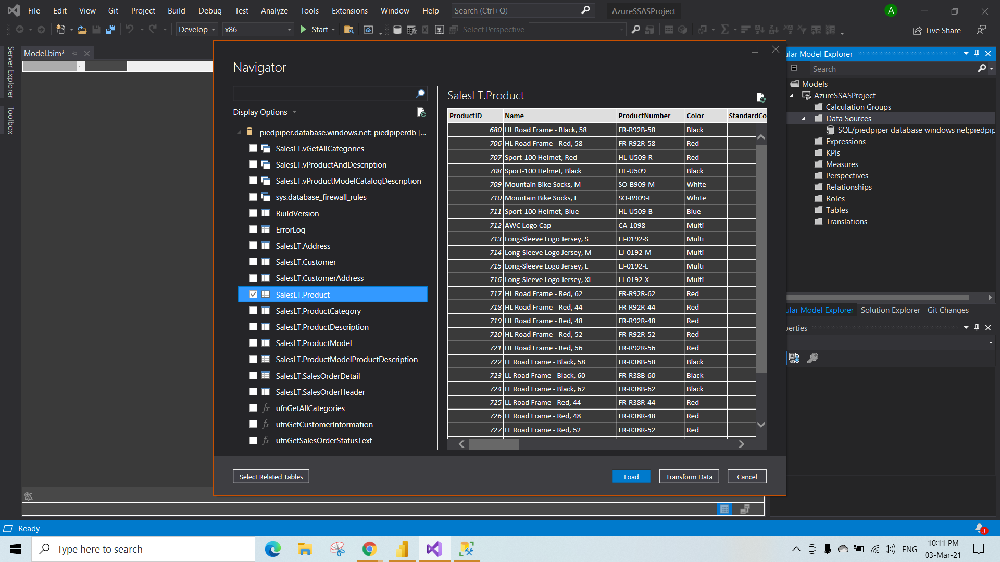 File Edit View Git Project Build Debug Test Analyze Tools Extensions Window Help Search (Ctrl+Q) AzureSSASProject A
Develop x86 Start Select Perspective Live Share
Server Explorer
Toolbox
Model.bim*
Navigator
Display Options
piedpiper.database.windows.net: piedpiperdb [...
SalesLT.vGetAllCategories
SalesLT.vProductAndDescription
SalesLT.vProductModelCatalogDescription
sys.database_firewall_rules
BuildVersion
ErrorLog
SalesLT.Address
SalesLT.Customer
SalesLT.CustomerAddress
SalesLT.Product
SalesLT.ProductCategory
SalesLT.ProductDescription
SalesLT.ProductModel
SalesLT.ProductModelProductDescription
SalesLT.SalesOrderDetail
SalesLT.SalesOrderHeader
fx ufnGetAllCategories
fx ufnGetCustomerInformation
fx ufnGetSalesOrderStatusText
SalesLT.Product
ProductID Name ProductNumber Color StandardCo
680 HL Road Frame - Black, 58 FR-R92B-58 Black
706 HL Road Frame - Red, 58 FR-R92R-58 Red
707 Sport-100 Helmet, Red HL-U509-R Red
708 Sport-100 Helmet, Black HL-U509 Black
709 Mountain Bike Socks, M SO-B909-M White
710 Mountain Bike Socks, L SO-B909-L White
711 Sport-100 Helmet, Blue HL-U509-B Blue
712 AWC Logo Cap CA-1098 Multi
713 Long-Sleeve Logo Jersey, S LJ-0192-S Multi
714 Long-Sleeve Logo Jersey, M LJ-0192-M Multi
715 Long-Sleeve Logo Jersey, L LJ-0192-L Multi
716 Long-Sleeve Logo Jersey, XL LJ-0192-X Multi
717 HL Road Frame - Red, 62 FR-R92R-62 Red
718 HL Road Frame - Red, 44 FR-R92R-44 Red
719 HL Road Frame - Red, 48 FR-R92R-48 Red
720 HL Road Frame - Red, 52 FR-R92R-52 Red
721 HL Road Frame - Red, 56 FR-R92R-56 Red
722 LL Road Frame - Black, 58 FR-R38B-58 Black
723 LL Road Frame - Black, 60 FR-R38B-60 Black
724 LL Road Frame - Black, 62 FR-R38B-62 Black
725 LL Road Frame - Red, 44 FR-R38R-44 Red
726 LL Road Frame - Red, 48 FR-R38R-48 Red
727 LL Road Frame - Red, 52 FR-R38R-52 Red
Select Related Tables Load Transform Data Cancel
ular Model Explorer
Search
Models
AzureSSASProject
Calculation Groups
Data Sources
SQL/piedpiper database windows net;piedpip
Expressions
KPIs
Measures
Perspectives
Relationships
Roles
Tables
Translations
ular Model Explorer Solution Explorer Git Changes
perties
Ready 3
Type here to search ENG 10:11 PM
03-Mar-21